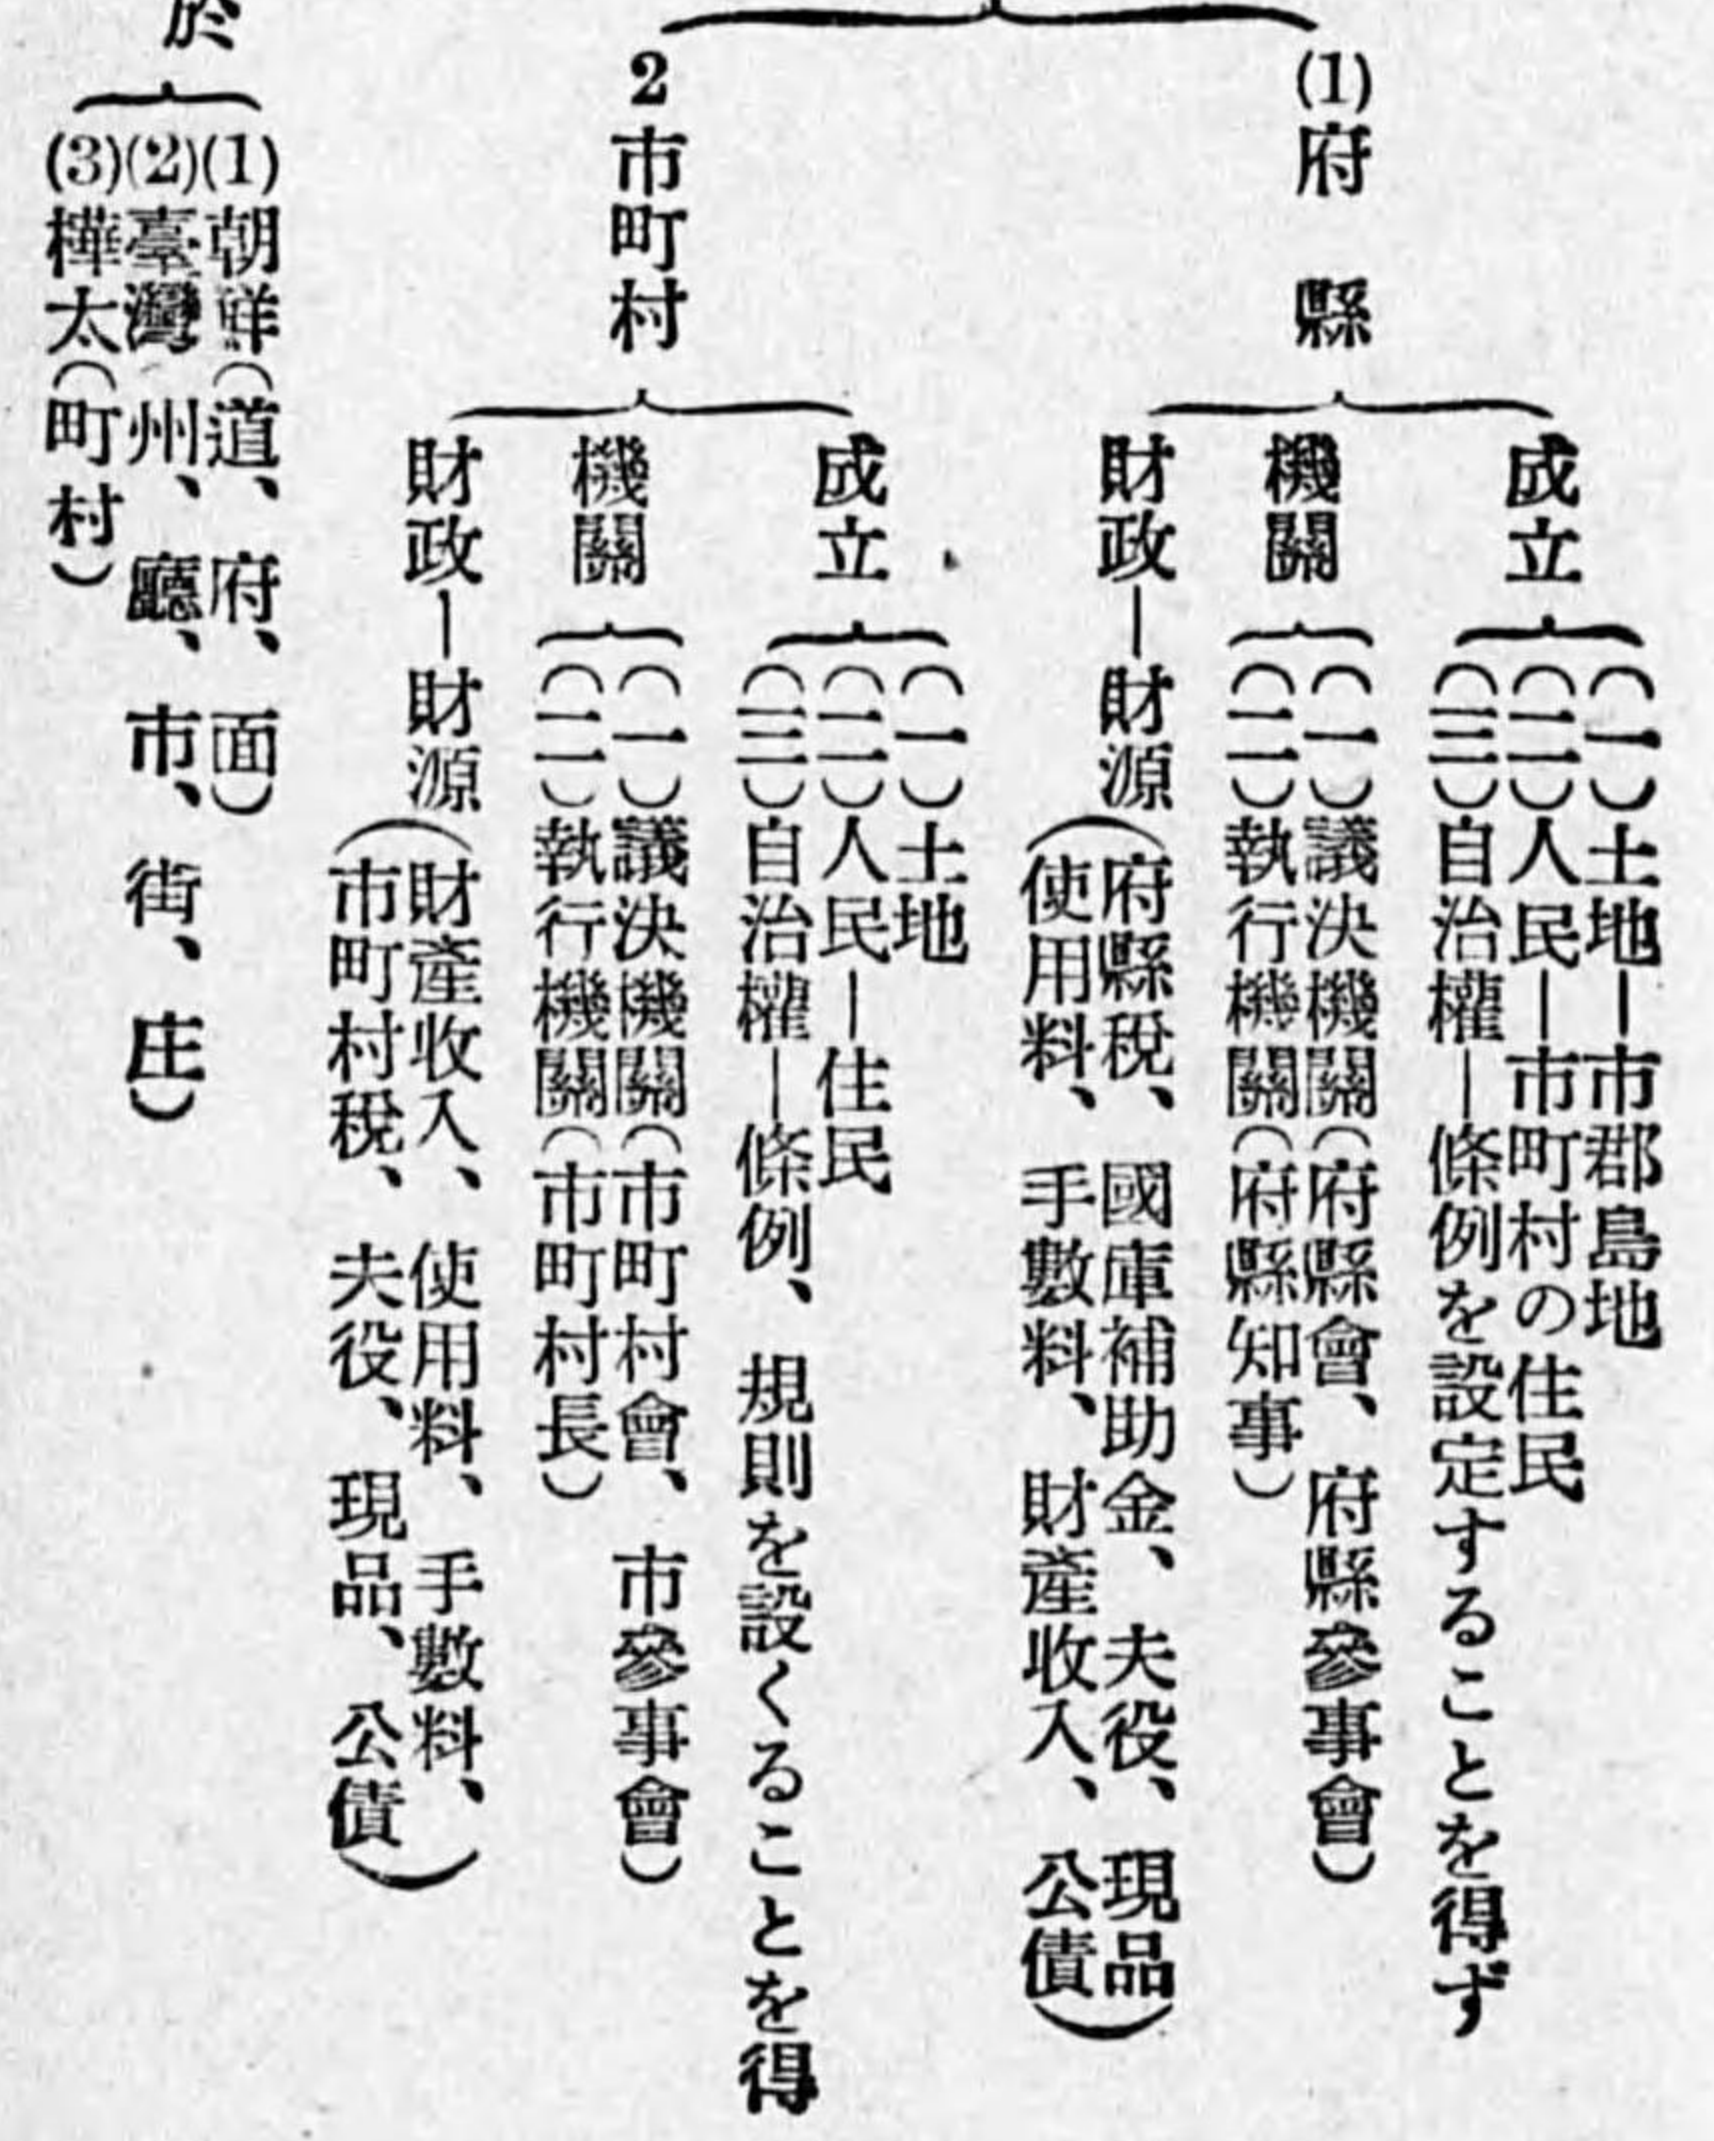 (1)府縣
成立
(一)土地―市郡島地
(二)人民―市町村の住民
(三)自治權―條例を設定することを得ず
機關
(一)議決機關(府縣會、府縣參事會)
(二)執行機關(府縣知事)
財政―財源
(府縣稅、國庫補助金、夫役、現品
使用料、手數料、財產收入、公債)
2市町村
成立
(一)土地
(二)人民―住民
(三)自治權―條例、規則を設くることを得
機關
(一)議決機關(市町村會、市參事會)
(二)執行機關(市町村長)
財政―財源
(財產收入、使用料、手數料、
市町村稅、夫役、現品、公債)
於
(1)朝鮮(道、府、面)
(2)臺灣(州、廳、市、街、庄)
(3)樺太(町村)